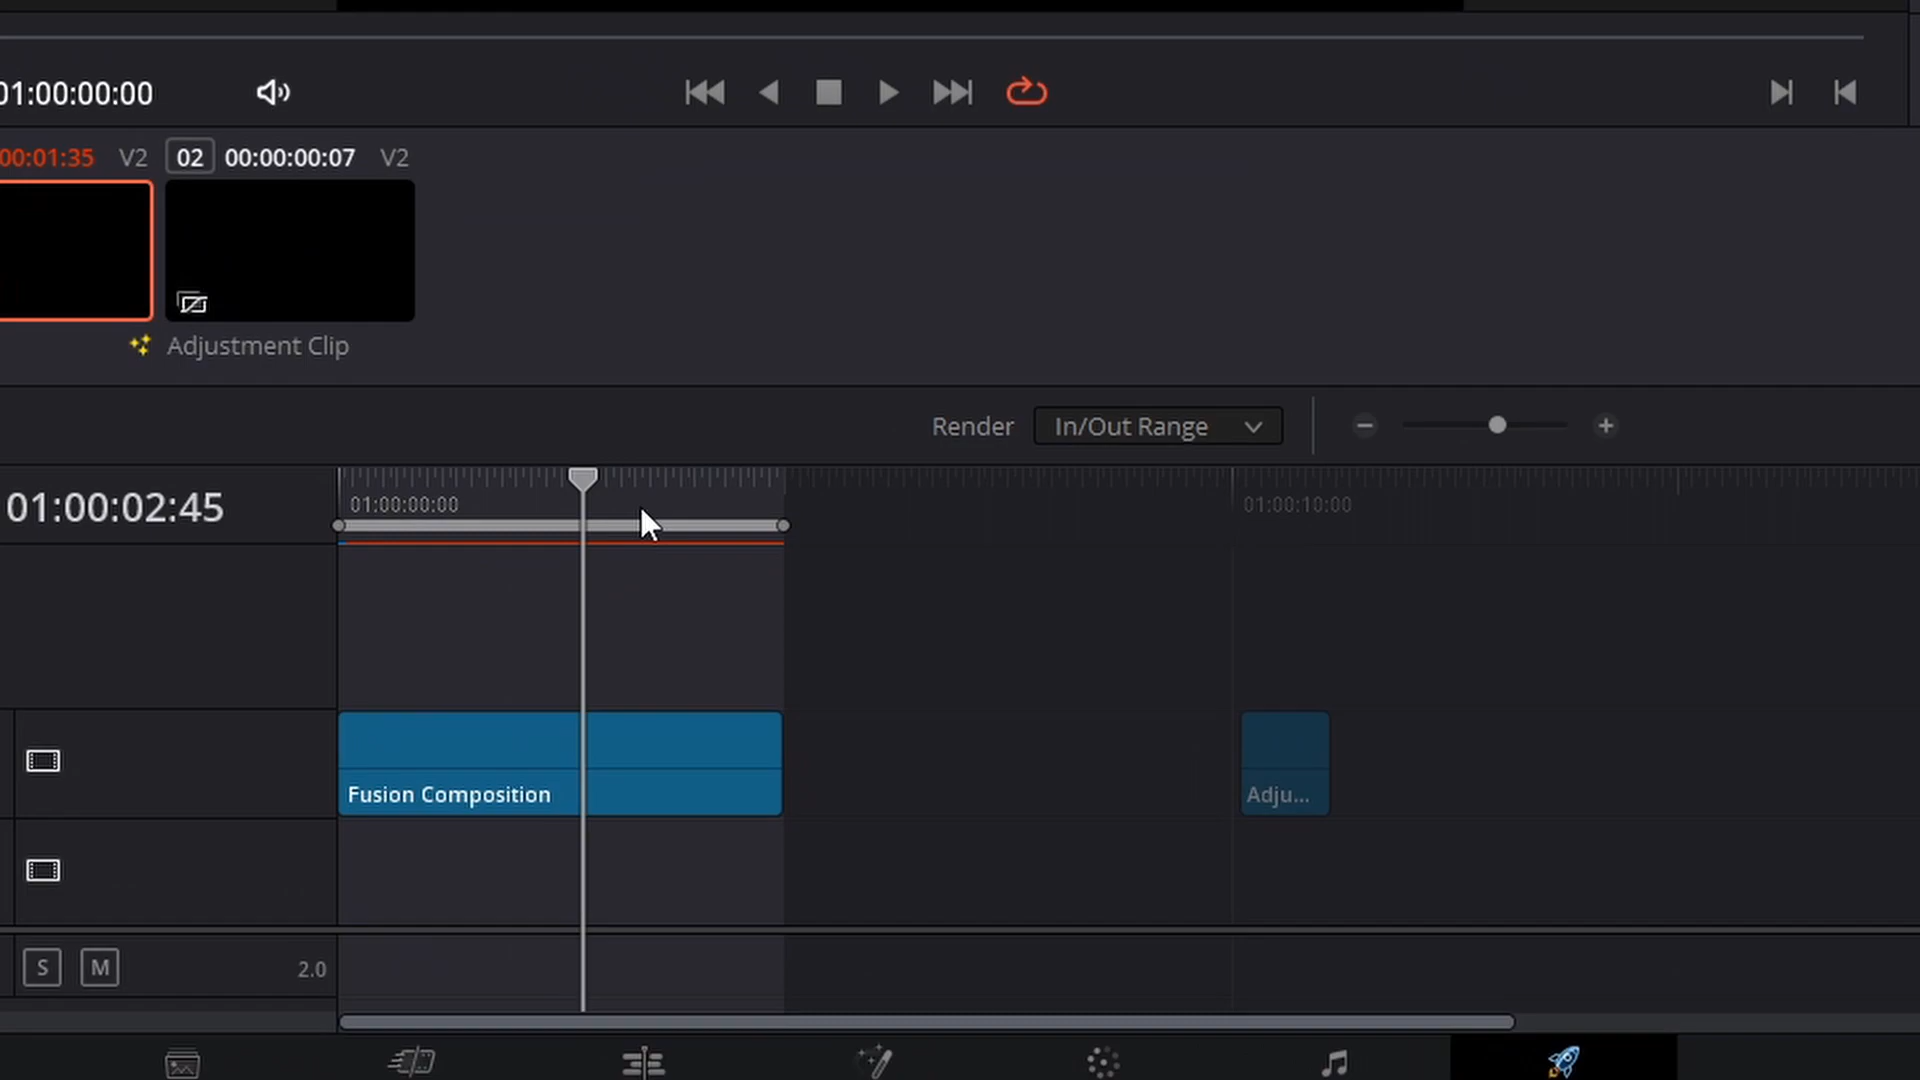 01:00:00:00
00:01:35 V2 02 00:00:00:07 V2
Adjustment Clip
Render In/Out Range
01:00:02:45
01:00:00:00 01:00:10:00
Fusion Composition Adju...
S M 2.0